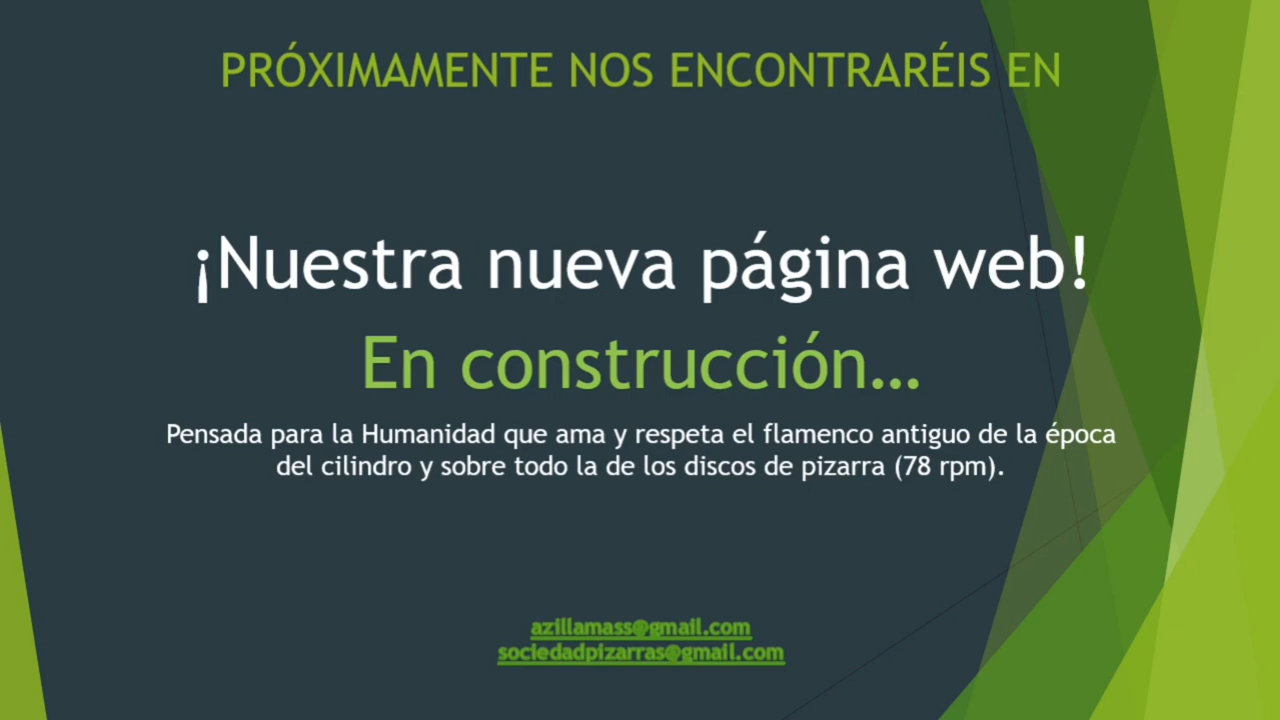 PRÓXIMAMENTE NOS ENCONTRARÉIS EN
¡Nuestra nueva página web!
En construcción…
Pensada para la Humanidad que ama y respeta el flamenco antiguo de la época
del cilindro y sobre todo la de los discos de pizarra (78 rpm).
azillamass@gmail.com
sociedadpizarras@gmail.com